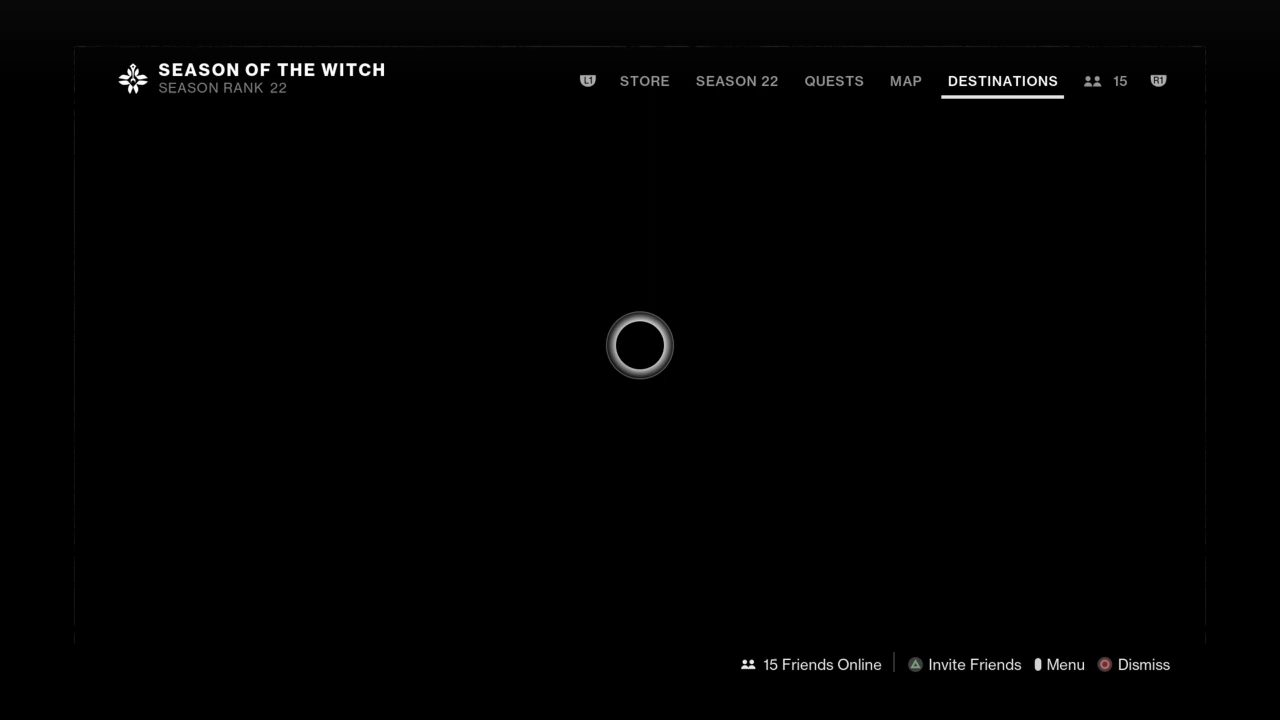 SEASON OF THE WITCH
SEASON RANK 22
L1 STORE SEASON 22 QUESTS MAP DESTINATIONS 15 R1
15 Friends Online Invite Friends Menu Dismiss